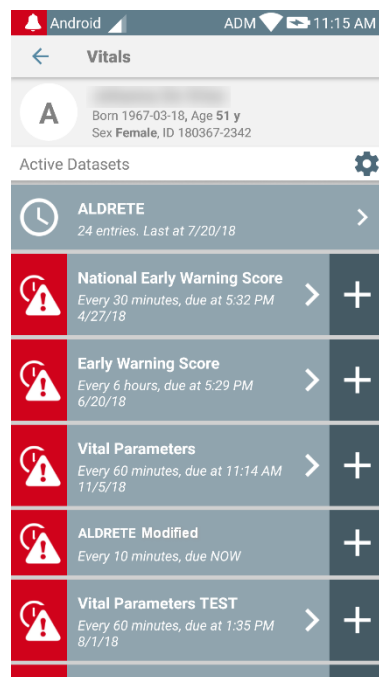 Android ADM 11:15 AM
Vitals
A
Born 1967-03-18, Age 51 y
Sex Female, ID 180367-2342
Active Datasets
ALDRETE
24 entries. Last at 7/20/18
National Early Warning Score
Every 30 minutes, due at 5:32 PM
4/27/18
Early Warning Score
Every 6 hours, due at 5:29 PM
6/20/18
Vital Parameters
Every 60 minutes, due at 11:14 AM
11/5/18
ALDRETE Modified
Every 10 minutes, due NOW
Vital Parameters TEST
Every 60 minutes, due at 1:35 PM
8/1/18